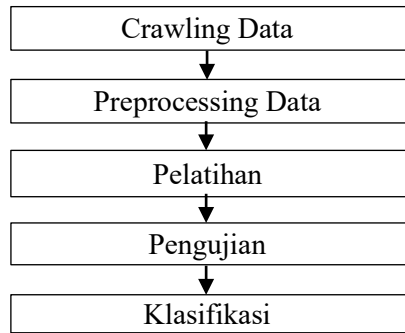 Crawling Data
Preprocessing Data
Pelatihan
Pengujian
Klasifikasi